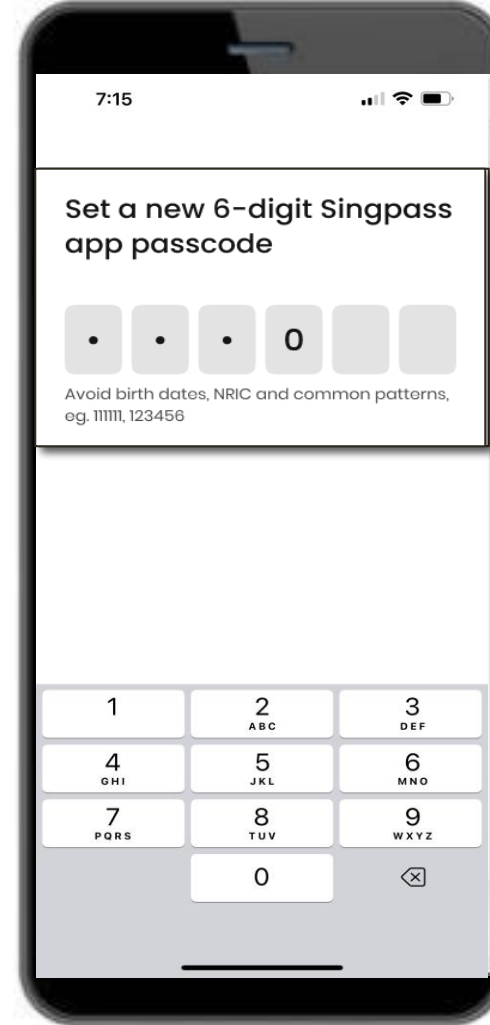 7:15
Set a new 6-digit Singpass
app passcode
• • • 0
Avoid birth dates, NRIC and common patterns,
eg. 111111, 123456
1 2 3
ABC DEF
4 5 6
GHI JKL MNO
7 8 9
PQRS TUV WXYZ
0